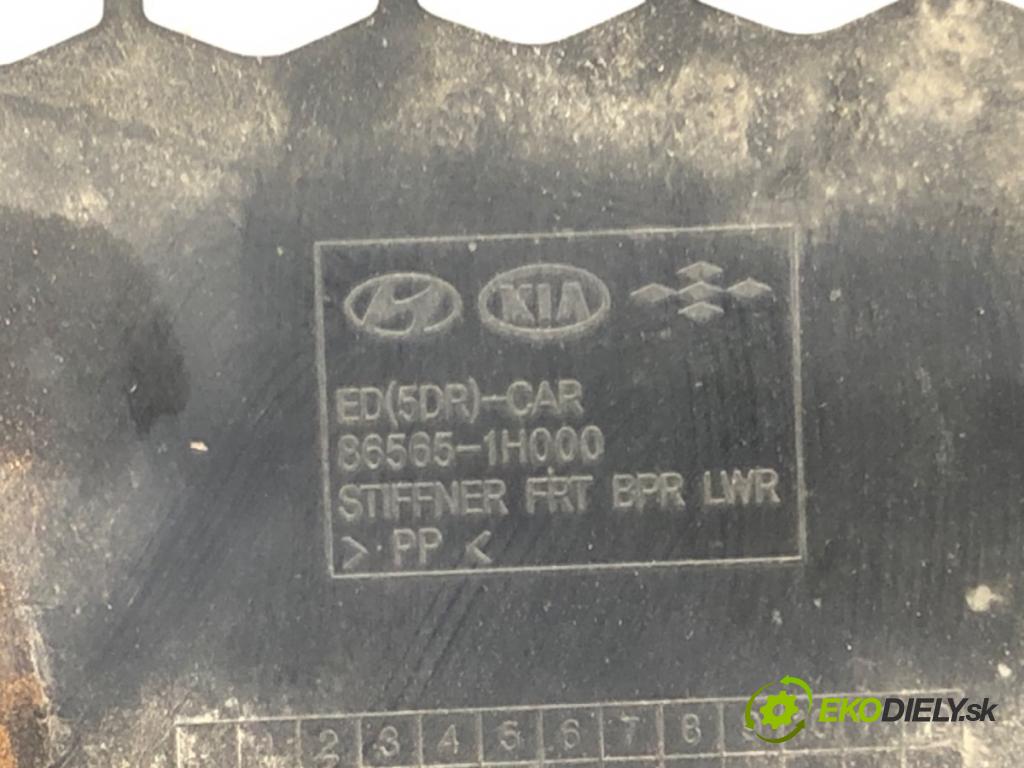 KIA
ED(5DR)-CAR
86565-1H000
STIFFNER FRT BPR LWR
> PP <
2 3 4 5 6 7 8 9
EKODIELY.sk